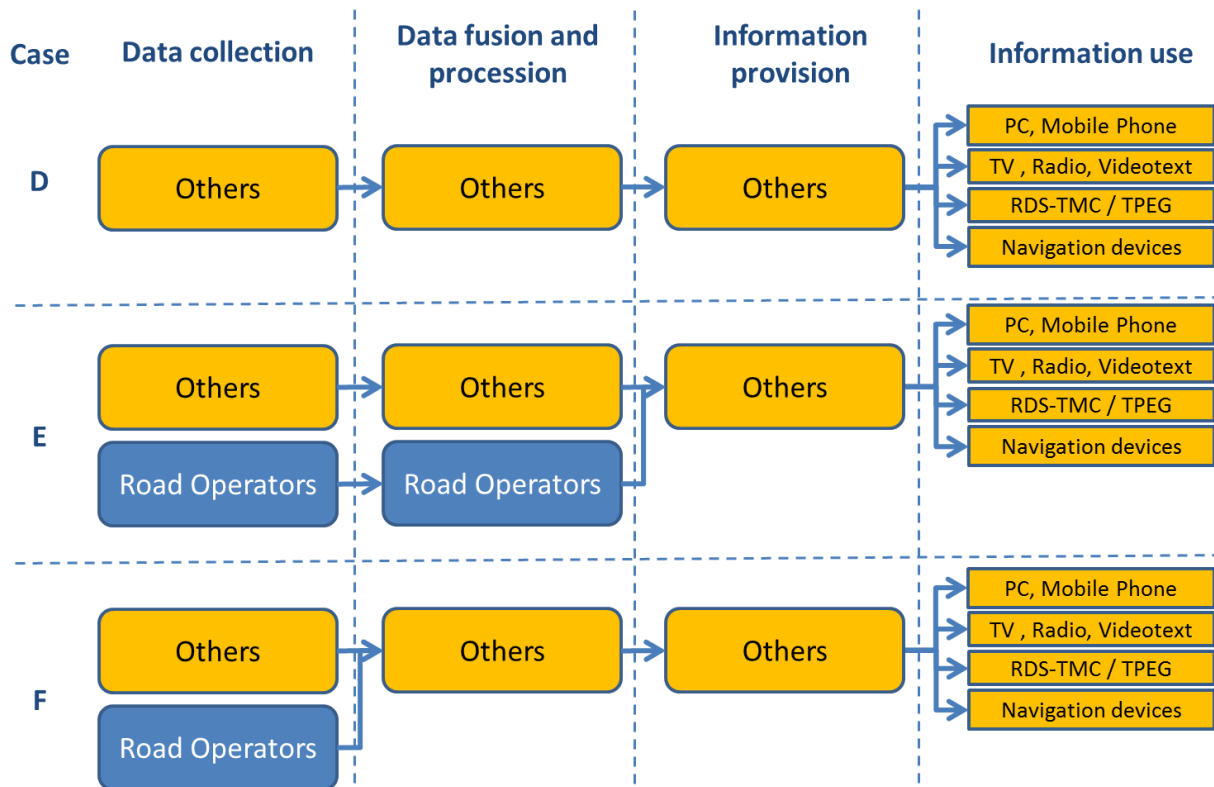 Case
Data collection
Data fusion and
procession
Information
provision
Information use
D
Others
Others
Others
PC, Mobile Phone
TV , Radio, Videotext
RDS-TMC / TPEG
Navigation devices
E
Others
Others
Others
Road Operators
Road Operators
PC, Mobile Phone
TV , Radio, Videotext
RDS-TMC / TPEG
Navigation devices
F
Others
Others
Others
Road Operators
PC, Mobile Phone
TV , Radio, Videotext
RDS-TMC / TPEG
Navigation devices